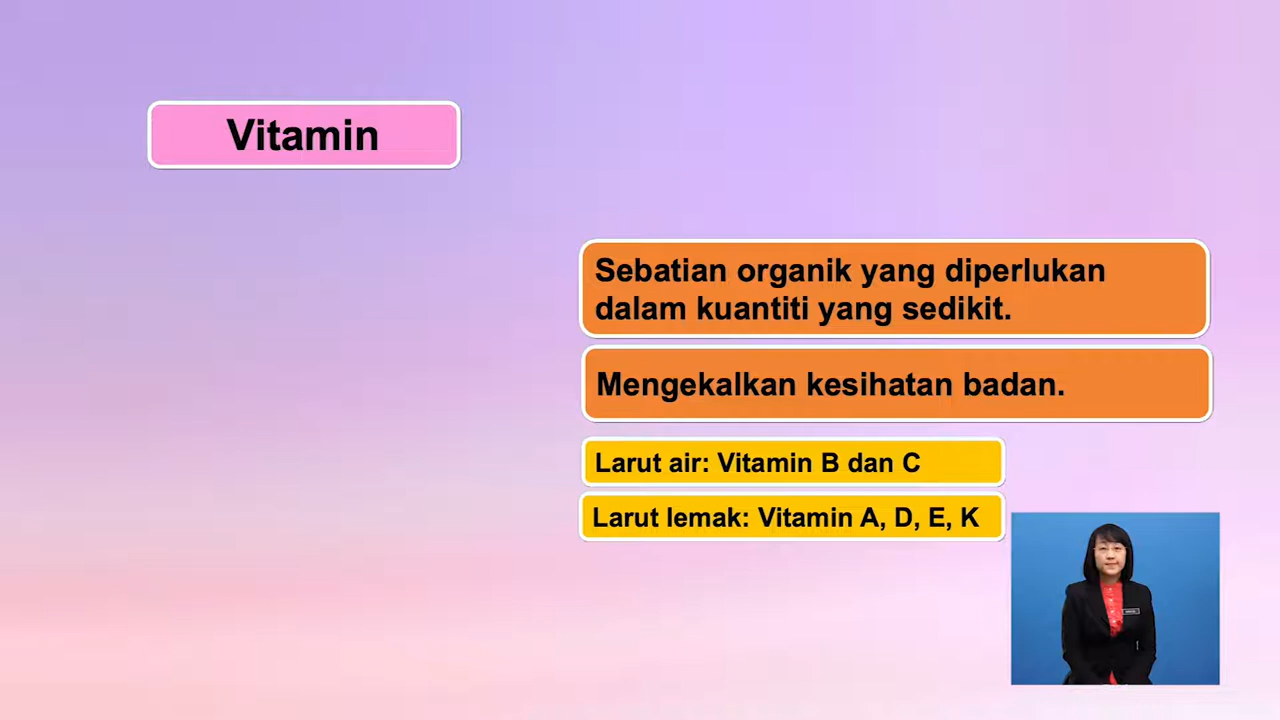 Vitamin
Sebatian organik yang diperlukan
dalam kuantiti yang sedikit.
Mengekalkan kesihatan badan.
Larut air: Vitamin B dan C
Larut lemak: Vitamin A, D, E, K